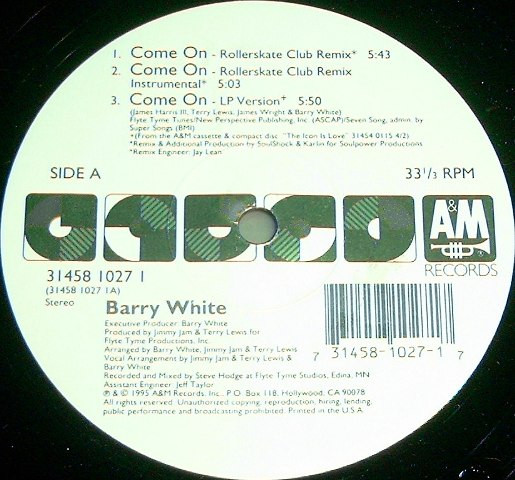 1. Come On - Rollerskate Club Remix* 5:43
2. Come On - Rollerskate Club Remix
Instrumental* 5:03
3. Come On - LP Version+ 5:50
(James Harris III, Terry Lewis, James Wright & Barry White)
Flyte Tyme Tunes/New Perspective Publishing, Inc. (ASCAP)/Seven Song, admin. by
Super Songs (BMI)
+(From the A&M cassette & compact disc "The Icon Is Love" 31454 0115 4/2)
*Remix & Additional Production by SoulShock & Karlin for Soulpower Productions
*Remix Engineer: Jay Lean
SIDE A
33 1/3 RPM
A&M
RECORDS
31458 1027 1
(31458 1027 1A)
Stereo
Barry White
Executive Producer: Barry White
Produced by Jimmy Jam & Terry Lewis for
Flyte Tyme Productions, Inc.
Arranged by Barry White, Jimmy Jam & Terry Lewis
Vocal Arrangement by Jimmy Jam & Terry Lewis &
Barry White
Recorded and Mixed by Steve Hodge at Flyte Tyme Studios, Edina, MN
Assistant Engineer: Jeff Taylor
℗ & © 1995 A&M Records, Inc., P.O. Box 118, Hollywood, CA 90078
All rights reserved. Unauthorized copying, reproduction, hiring, lending,
public performance and broadcasting prohibited. Printed in the U.S.A.
7 31458-1027-1 7